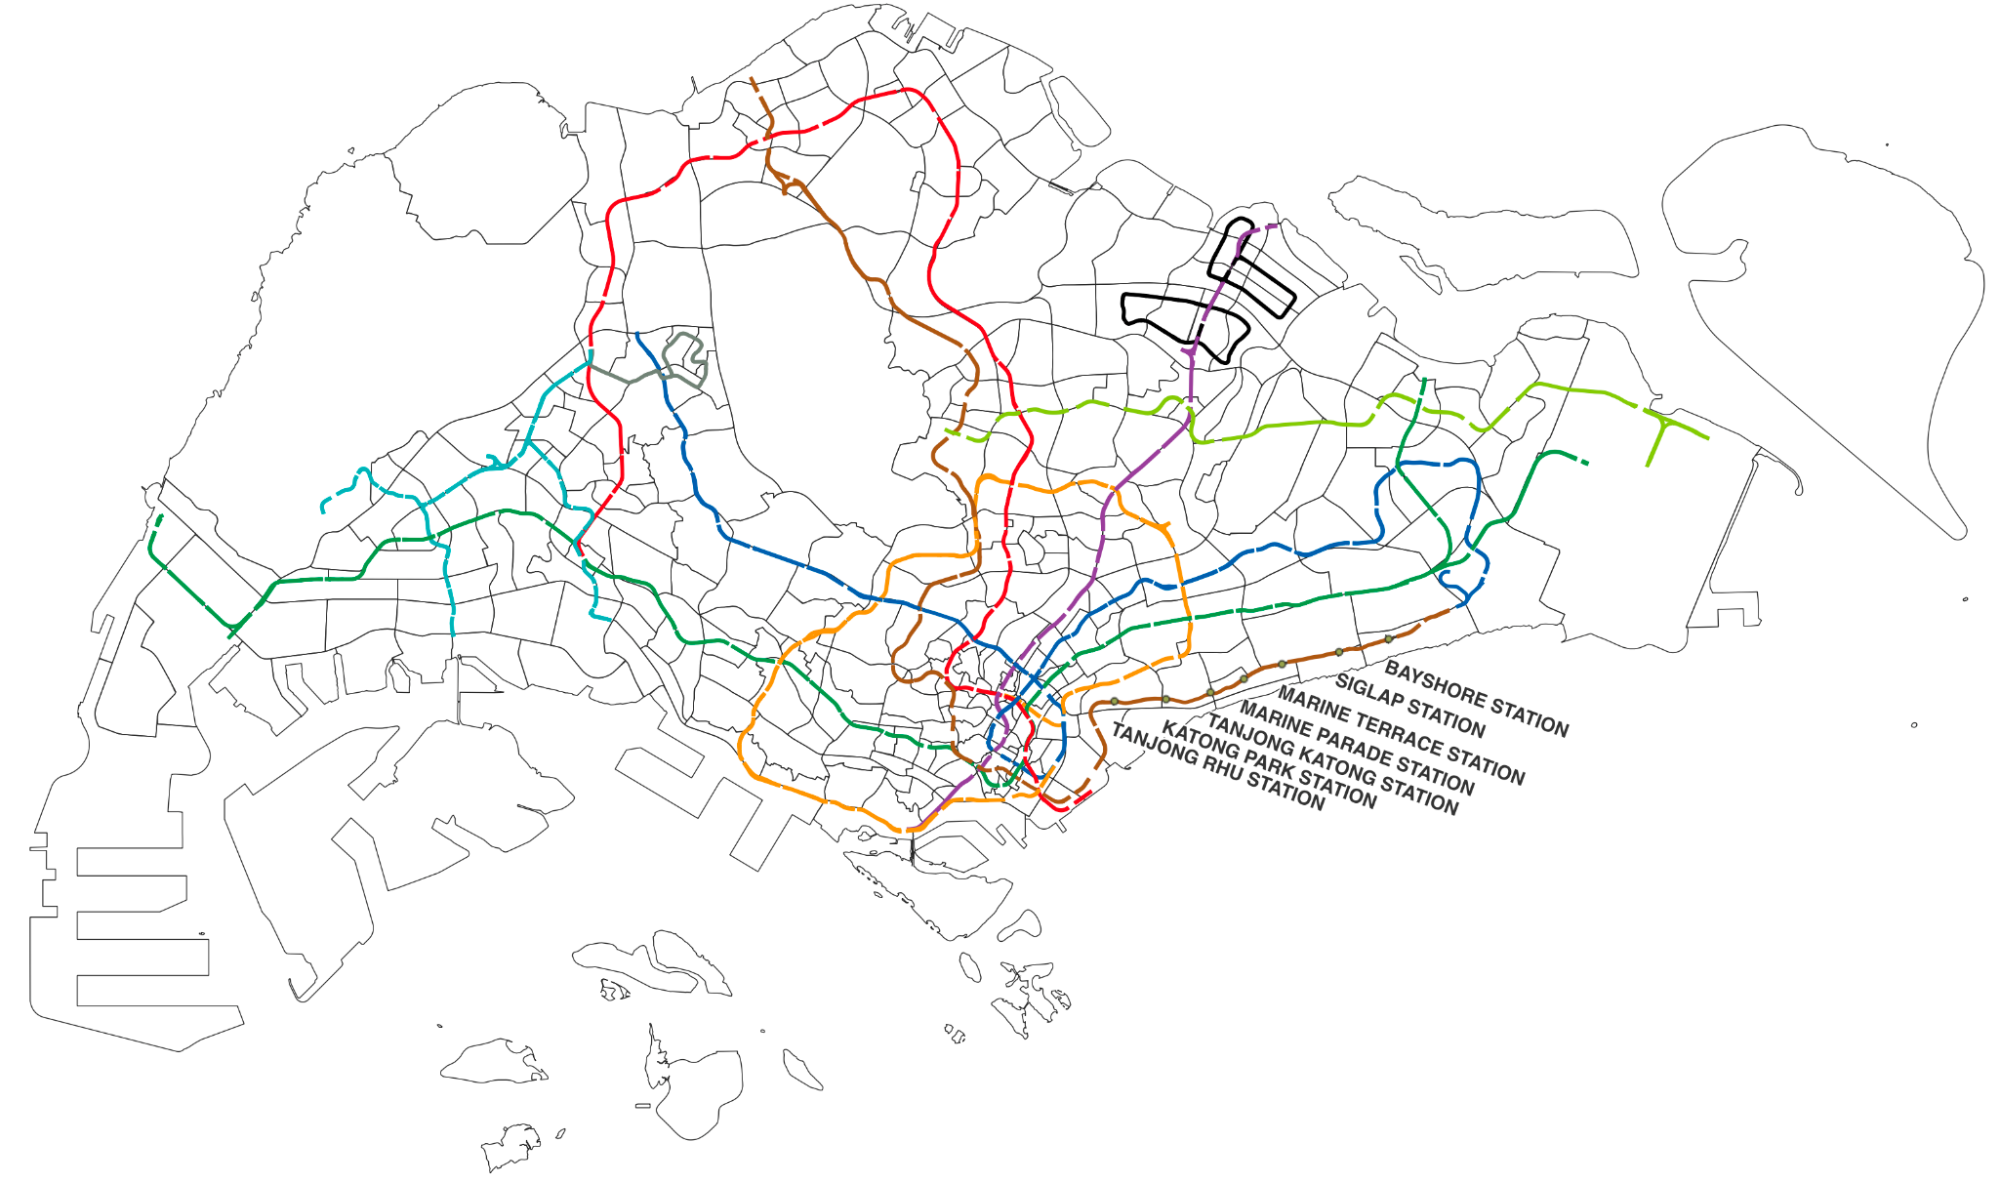 BAYSHORE STATION
SIGLAP STATION
MARINE TERRACE STATION
MARINE PARADE STATION
TANJONG KATONG STATION
KATONG PARK STATION
TANJONG RHU STATION